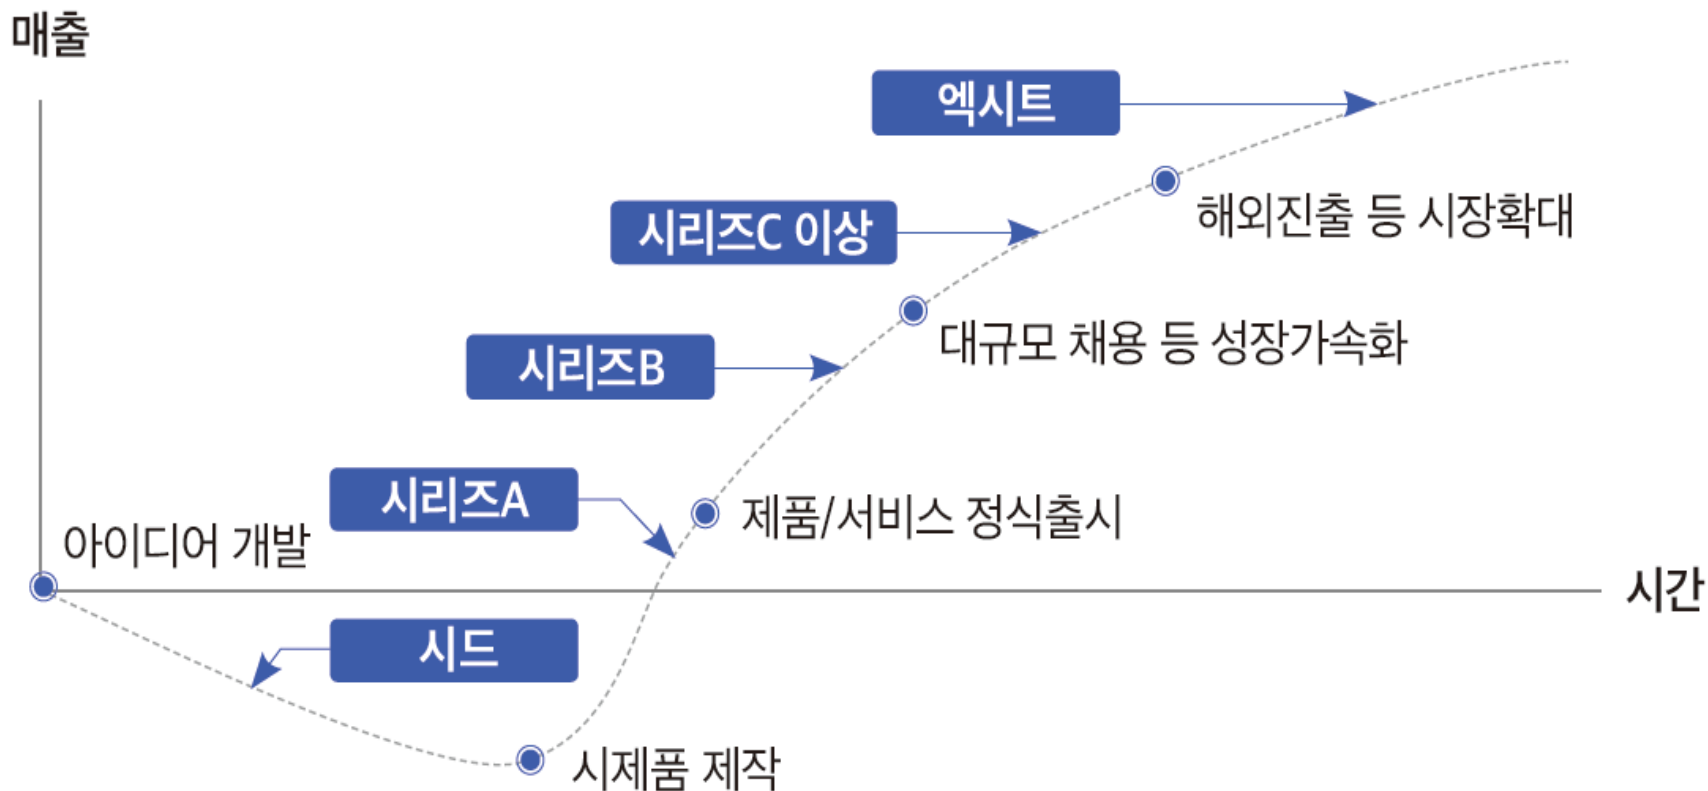 매출
엑시트
해외진출 등 시장확대
시리즈C 이상
대규모 채용 등 성장가속화
시리즈B
시리즈A
제품/서비스 정식출시
아이디어 개발
시간
시드
시제품 제작